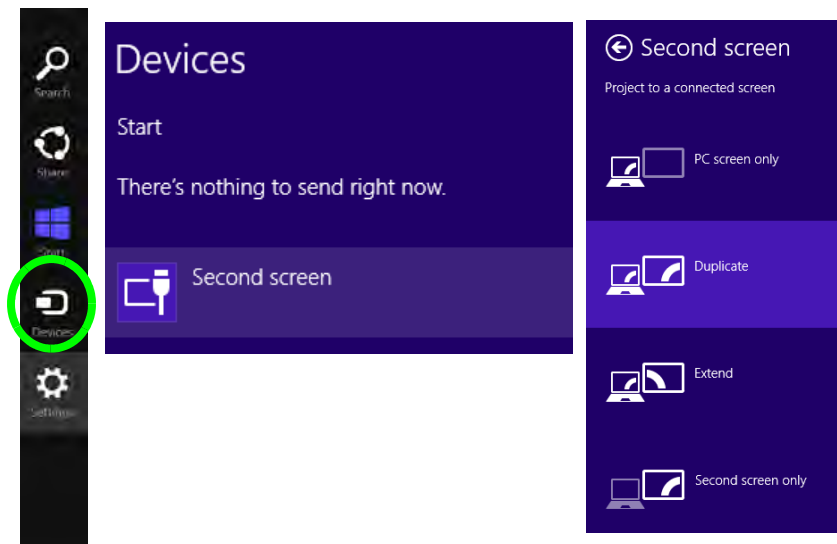 Search
Share
Start
Devices
Settings
Devices
Start
There's nothing to send right now.
Second screen
Second screen
Project to a connected screen
PC screen only
Duplicate
Extend
Second screen only